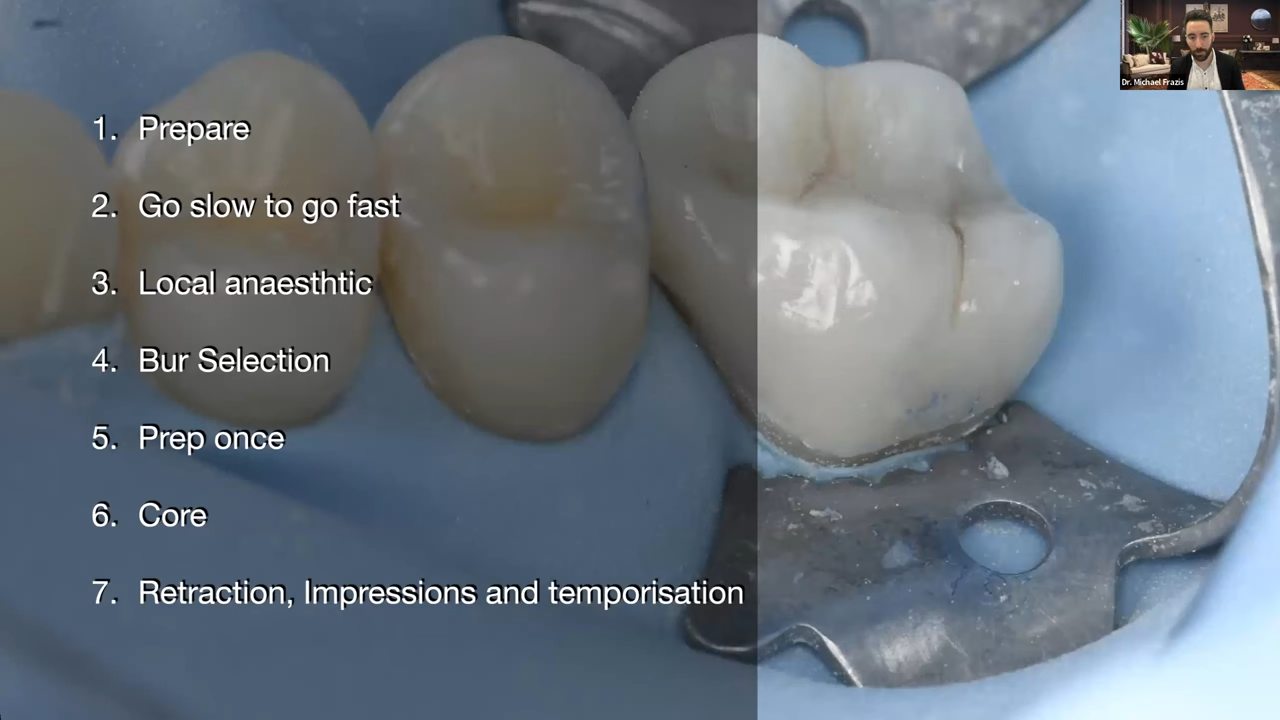 Dr. Michael Frazis
1. Prepare
2. Go slow to go fast
3. Local anaesthtic
4. Bur Selection
5. Prep once
6. Core
7. Retraction, Impressions and temporisation